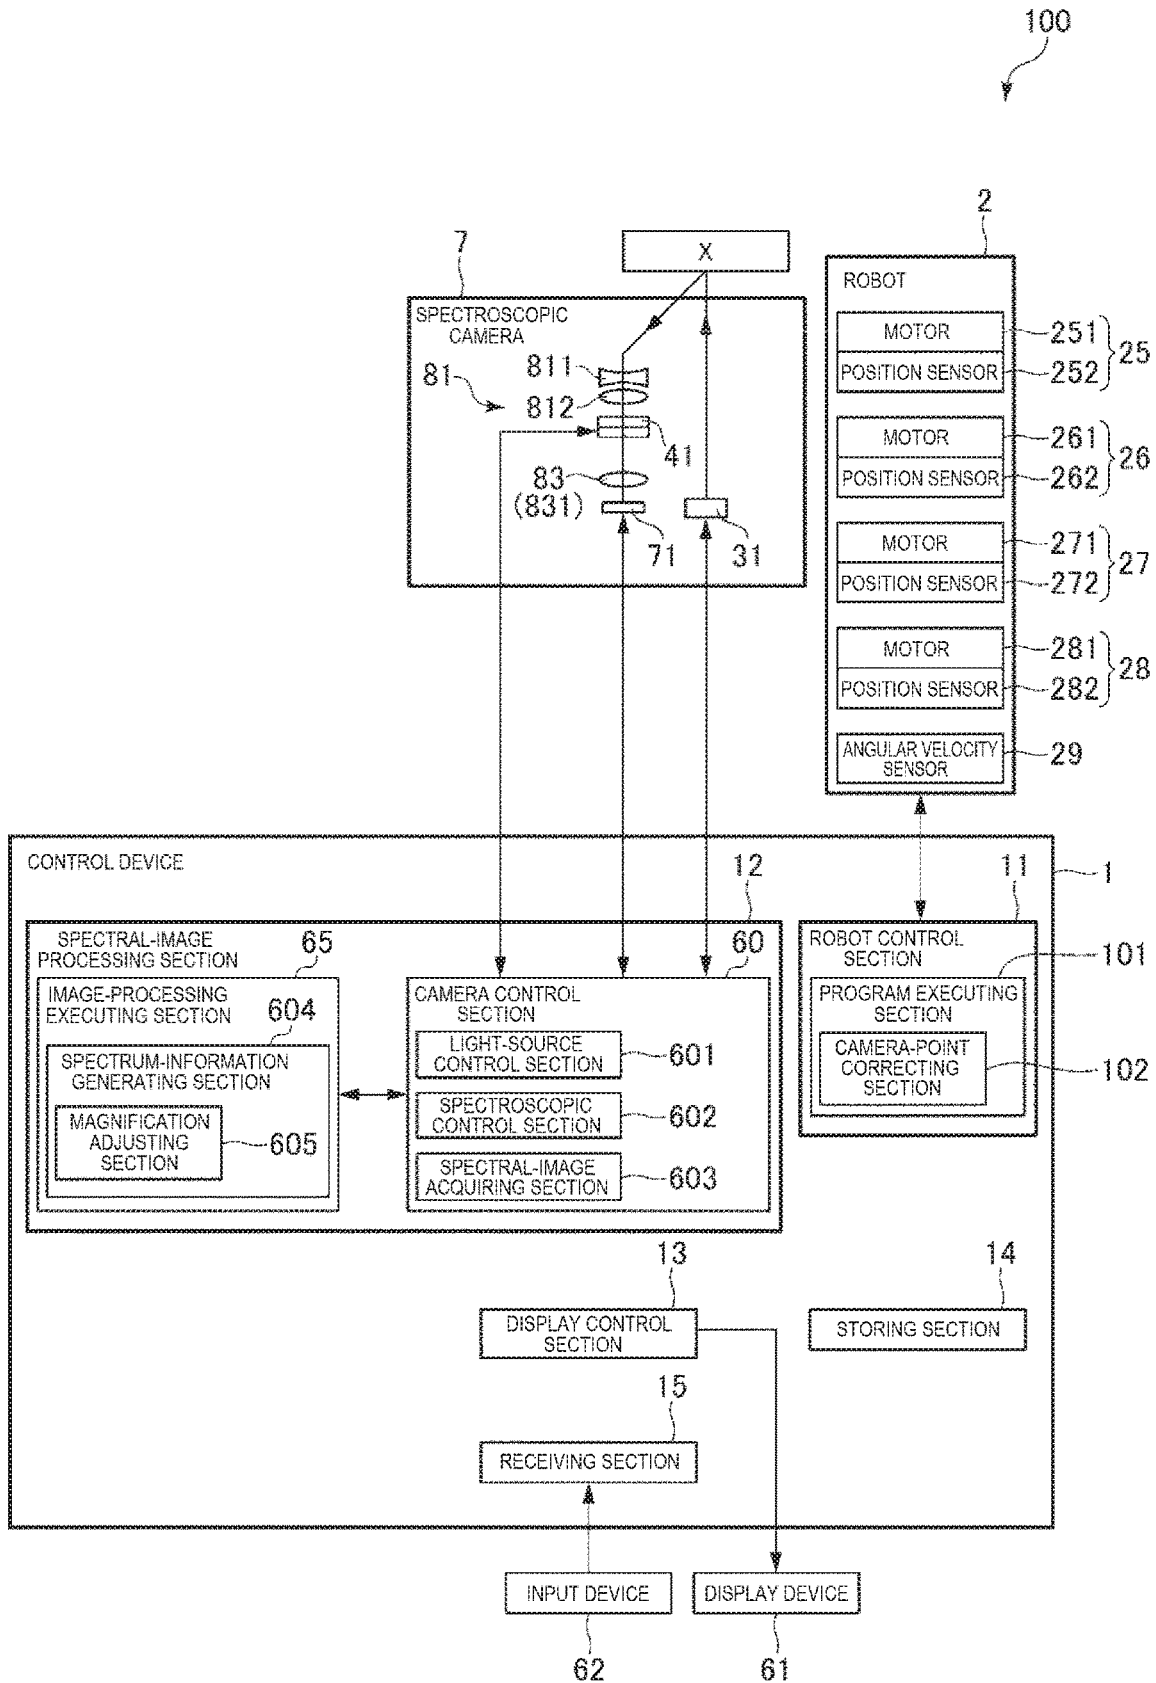 100
2
7
X
ROBOT
SPECTROSCOPIC
CAMERA
MOTOR
251
25
POSITION SENSOR
252
811
81
812
MOTOR
261
26
41
POSITION SENSOR
262
83
(831)
71
31
MOTOR
271
27
POSITION SENSOR
272
MOTOR
281
28
POSITION SENSOR
282
ANGULAR VELOCITY
SENSOR
29
CONTROL DEVICE
1
12
11
SPECTRAL-IMAGE
PROCESSING SECTION
65
60
ROBOT CONTROL
SECTION
101
IMAGE-PROCESSING
EXECUTING SECTION
604
CAMERA CONTROL
SECTION
PROGRAM EXECUTING
SECTION
SPECTRUM-INFORMATION
GENERATING SECTION
LIGHT-SOURCE
CONTROL SECTION
601
CAMERA-POINT
CORRECTING
SECTION
102
MAGNIFICATION
ADJUSTING
SECTION
605
SPECTROSCOPIC
CONTROL SECTION
602
SPECTRAL-IMAGE
ACQUIRING SECTION
603
13
14
DISPLAY CONTROL
SECTION
STORING SECTION
15
RECEIVING SECTION
INPUT DEVICE
DISPLAY DEVICE
62
61